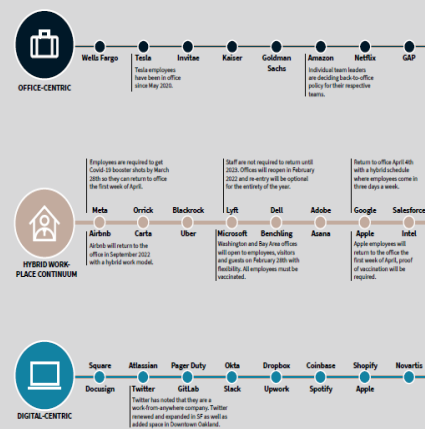 Wells Fargo Tesla Invitae Kaiser Goldman Amazon Netflix GAP
Sachs
Tesla employees
have been in office
since May 2020.
Individual team leaders
are deciding back-to-office
policy for their respective
teams.
OFFICE-CENTRIC
Employees are required to get
Covid-19 booster shots by March
28th so they can return to office
the first week of April.
Staff are not required to return until
2023. Offices will reopen in February
2022 and re-entry will be optional
for the entirety of the year.
Return to office April 4th
with a hybrid schedule
where employees come in
three days a week.
Meta Orrick Blackrock Lyft Dell Adobe Google Salesforce
Airbnb Carta Uber Microsoft Benchling Asana Apple Intel
Airbnb will return to the
office in September 2022
with a hybrid work model.
Washington and Bay Area offices
will open to employees, visitors
and guests on February 28th with
flexibility. All employees must be
vaccinated.
Apple employees will
return to the office the
first week of April, proof
of vaccination will be
required.
HYBRID WORK-
PLACE CONTINUUM
Square Atlassian Pager Duty Okta Dropbox Coinbase Shopify Novartis
Docusign Twitter GitLab Slack Upwork Spotify Apple
Twitter has noted that they are a
work-from-anywhere company. Twitter
renewed and expanded in SF as well as
added space in Downtown Oakland.
DIGITAL-CENTRIC